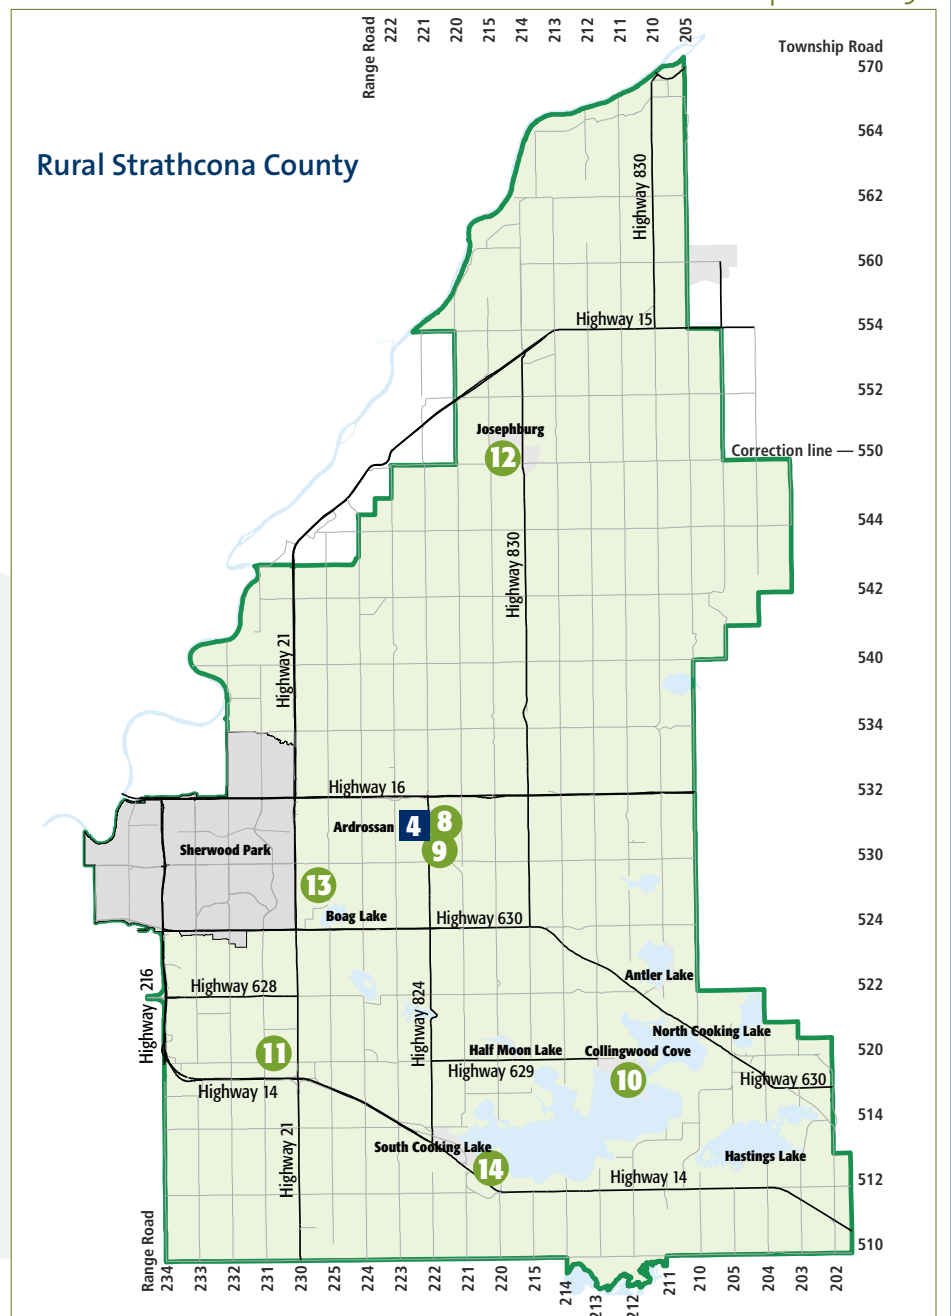 Range Road
222
221
220
215
214
213
212
211
210
205
Township Road
570
564
562
560
554
552
Correction line — 550
544
542
540
534
532
530
524
522
520
514
512
510
Rural Strathcona County
Highway 830
Highway 15
Josephburg
12
Highway 830
Highway 21
Highway 16
Ardrossan
4
8
9
Sherwood Park
13
Boag Lake
Highway 630
Antler Lake
Highway 216
Highway 628
Highway 824
North Cooking Lake
Half Moon Lake
Collingwood Cove
11
Highway 629
10
Highway 630
Highway 14
South Cooking Lake
Hastings Lake
14
Highway 21
Highway 14
Range Road
234
233
232
231
230
225
224
223
222
221
220
215
214
213
212
211
210
205
204
203
202